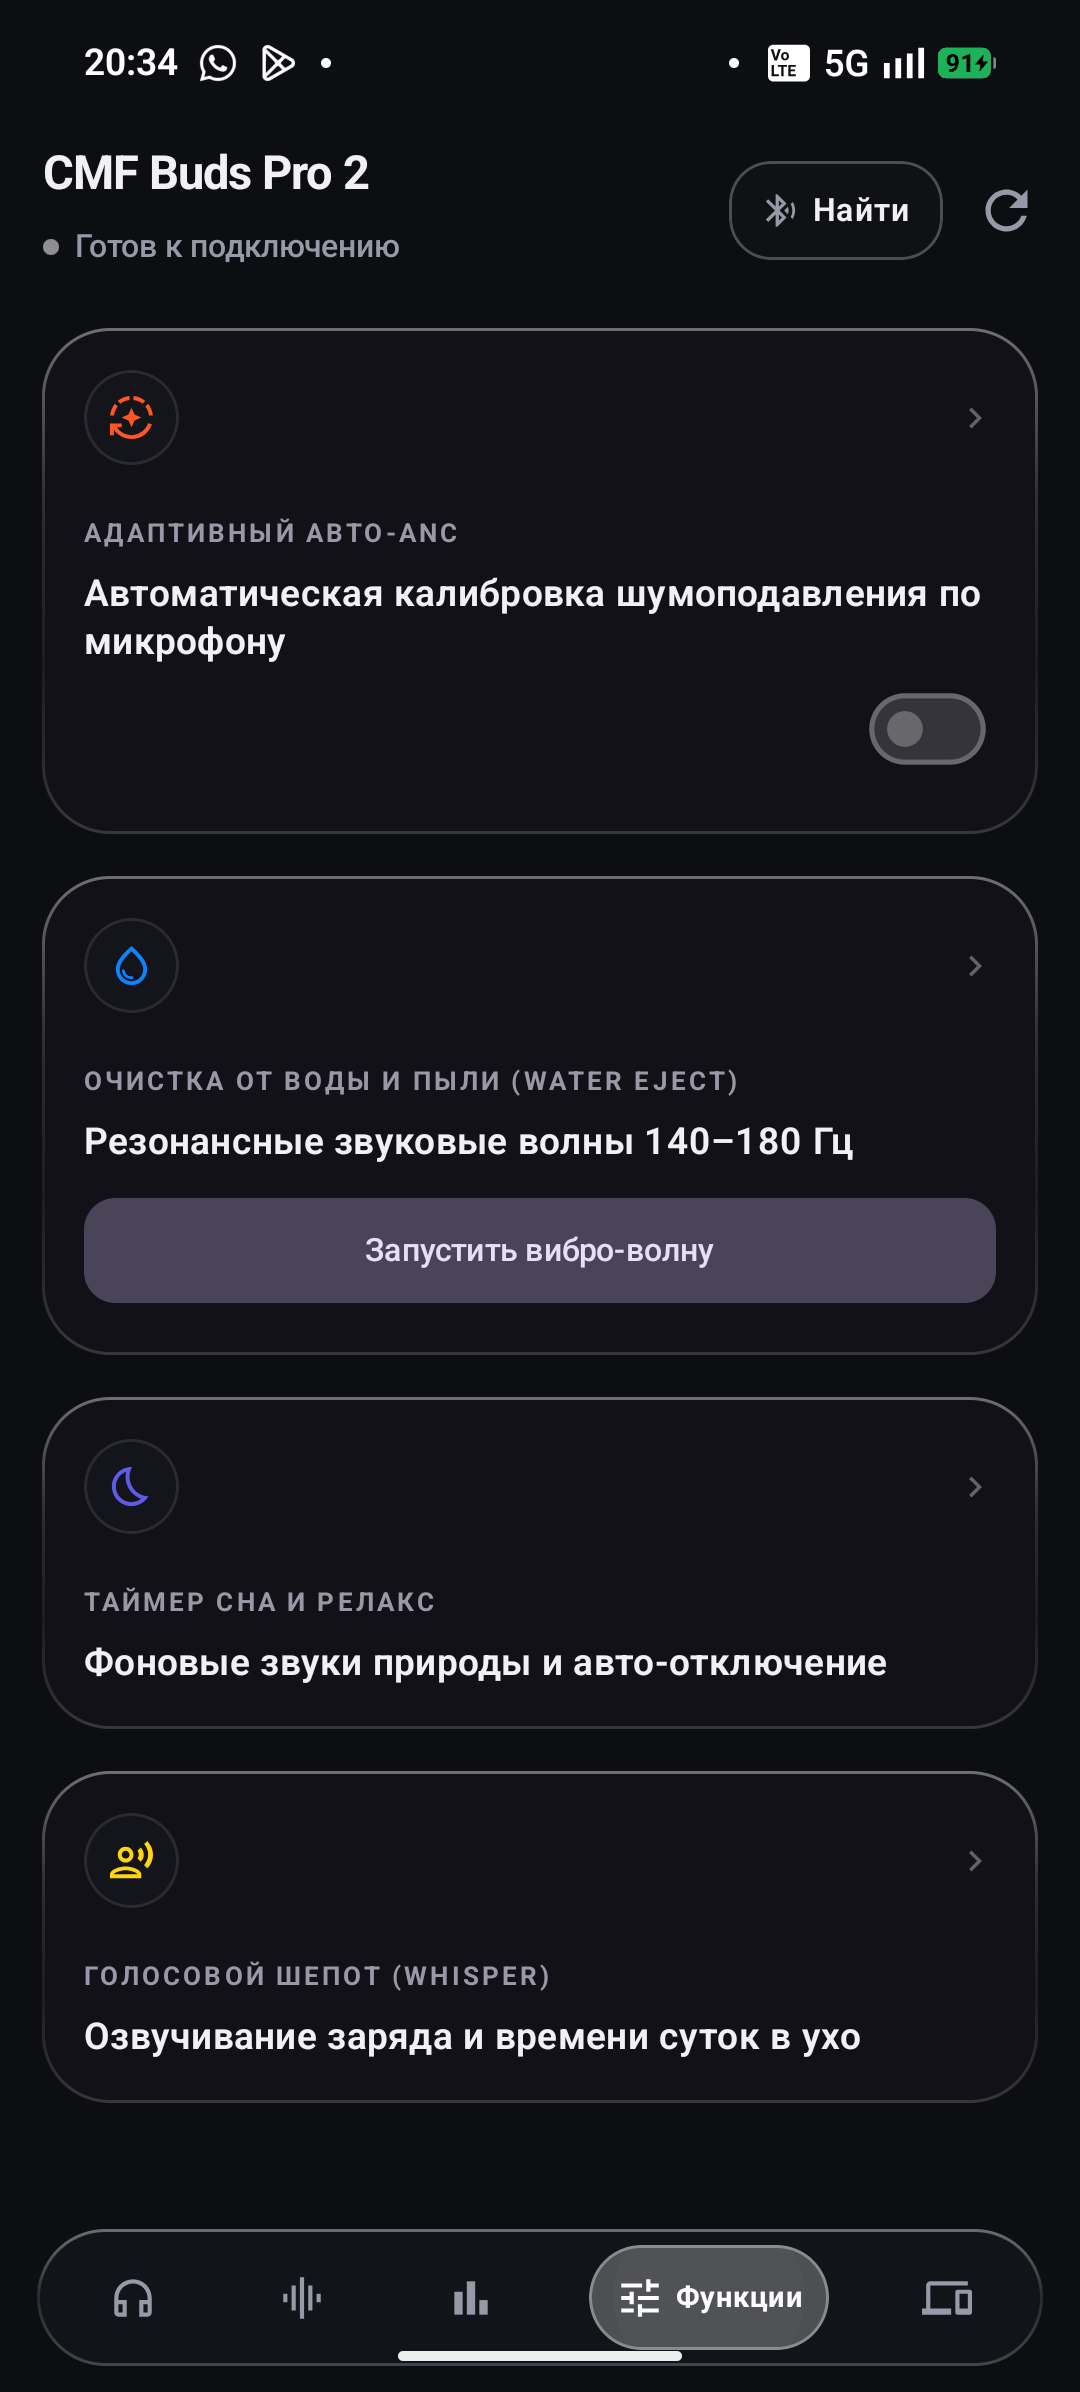 20:34
Vo LTE 5G 91
CMF Buds Pro 2
Готов к подключению
Найти
АДАПТИВНЫЙ АВТО-ANC
Автоматическая калибровка шумоподавления по
микрофону
ОЧИСТКА ОТ ВОДЫ И ПЫЛИ (WATER EJECT)
Резонансные звуковые волны 140–180 Гц
Запустить вибро-волну
ТАЙМЕР СНА И РЕЛАКС
Фоновые звуки природы и авто-отключение
ГОЛОСОВОЙ ШЕПОТ (WHISPER)
Озвучивание заряда и времени суток в ухо
Функции